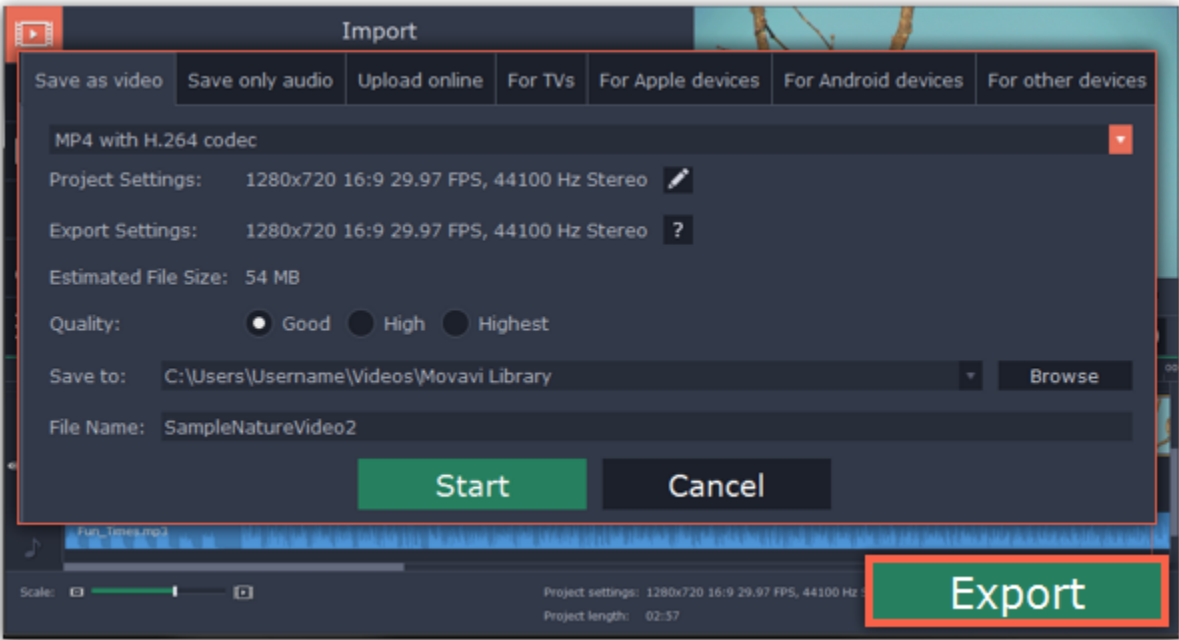 Import
Save as video Save only audio Upload online For TVs For Apple devices For Android devices For other devices
MP4 with H.264 codec
Project Settings: 1280x720 16:9 29.97 FPS, 44100 Hz Stereo
Export Settings: 1280x720 16:9 29.97 FPS, 44100 Hz Stereo ?
Estimated File Size: 54 MB
Quality: Good High Highest
Save to: C:\Users\Username\Videos\Movavi Library Browse
File Name: SampleNatureVideo2
Start Cancel
Fun_Times.mp3
Scale: Project settings: 1280x720 16:9 29.97 FPS, 44100 Hz
Project length: 02:57
Export